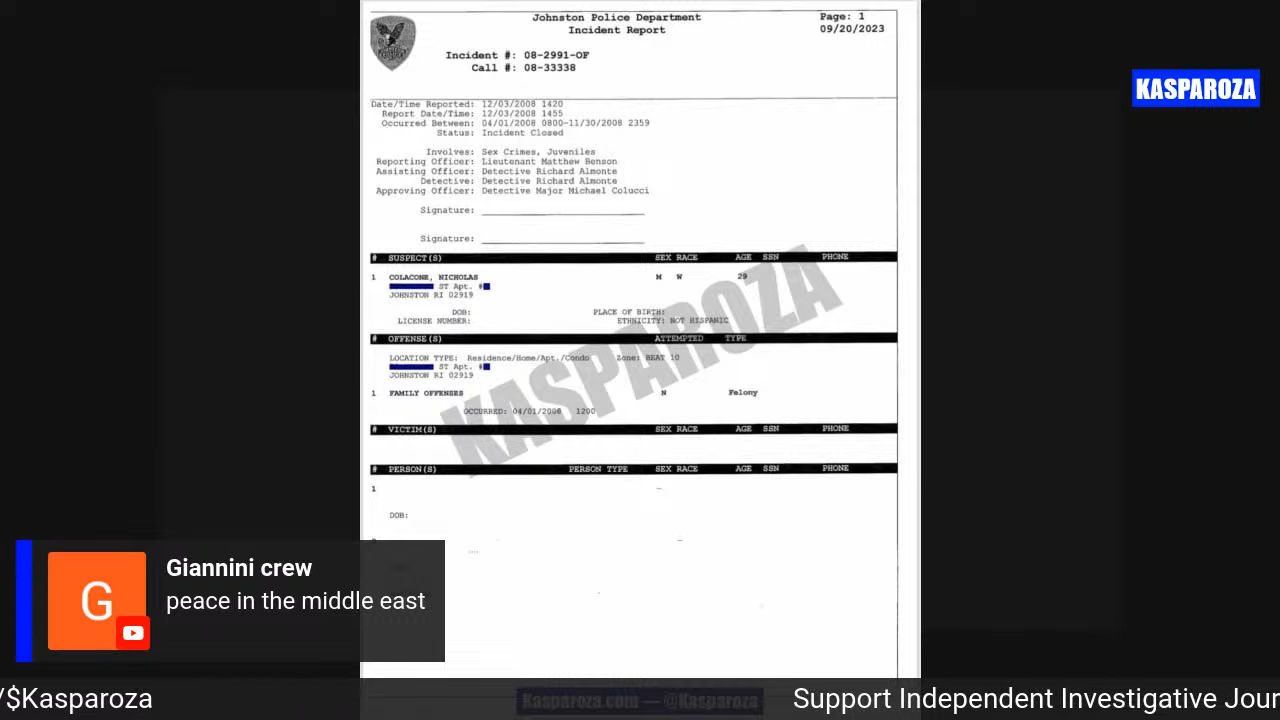 Johnston Police Department
Incident Report
Page: 1
09/20/2023
Incident #: 08-2991-OF
Call #: 08-33338
KASPAROZA
Date/Time Reported: 12/03/2008 1420
Report Date/Time: 12/03/2008 1455
Occurred Between: 04/01/2008 0800-11/30/2008 2359
Status: Incident Closed
Involves: Sex Crimes, Juveniles
Reporting Officer: Lieutenant Matthew Benson
Assisting Officer: Detective Richard Almonte
Detective: Detective Richard Almonte
Approving Officer: Detective Major Michael Colucci
Signature:
Signature:
# SUSPECT(S) SEX RACE AGE SSN PHONE
1 COLACONE, NICHOLAS M W 29
ST Apt. #
JOHNSTON RI 02919
DOB: PLACE OF BIRTH:
LICENSE NUMBER: ETHNICITY: NOT HISPANIC
# OFFENSE(S) ATTEMPTED TYPE
LOCATION TYPE: Residence/Home/Apt./Condo Zone: BEAT 10
ST Apt. #
JOHNSTON RI 02919
1 FAMILY OFFENSES N Felony
OCCURRED: 04/01/2008 1200
KASPAROZA
# VICTIM(S) SEX RACE AGE SSN PHONE
# PERSON(S) PERSON TYPE SEX RACE AGE SSN PHONE
1
DOB:
G
Giannini crew
peace in the middle east
/$Kasparoza
Kasparoza.com — @Kasparoza
Support Independent Investigative Jour